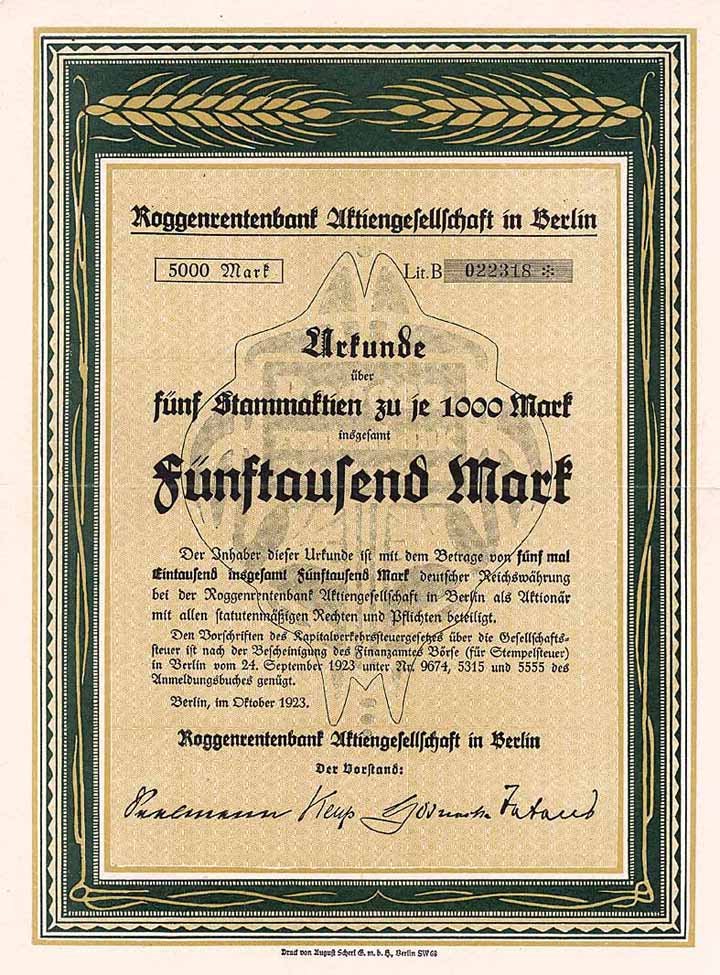 Roggenrentenbank Aktiengesellschaft in Berlin
5000 Mark Lit. B 022318 ※
Urkunde
über
fünf Stammaktien zu je 1000 Mark
insgesamt
Fünftausend Mark
Der Inhaber dieser Urkunde ist mit dem Betrage von fünf mal
Eintausend insgesamt Fünftausend Mark deutscher Reichswährung
bei der Roggenrentenbank Aktiengesellschaft in Berlin als Aktionär
mit allen statutenmäßigen Rechten und Pflichten beteiligt.
Den Vorschriften des Kapitalverkehrssteuergesetzes über die Gesellschafts-
steuer ist nach der Bescheinigung des Finanzamtes Börse (für Stempelsteuer)
in Berlin vom 24. September 1923 unter Nr. 9674, 5315 und 5555 des
Anmeldungsbuches genügt.
Berlin, im Oktober 1923.
Roggenrentenbank Aktiengesellschaft in Berlin
Der Vorstand:
Keup
Druck von August Scherl G. m. b. H., Berlin SW 68